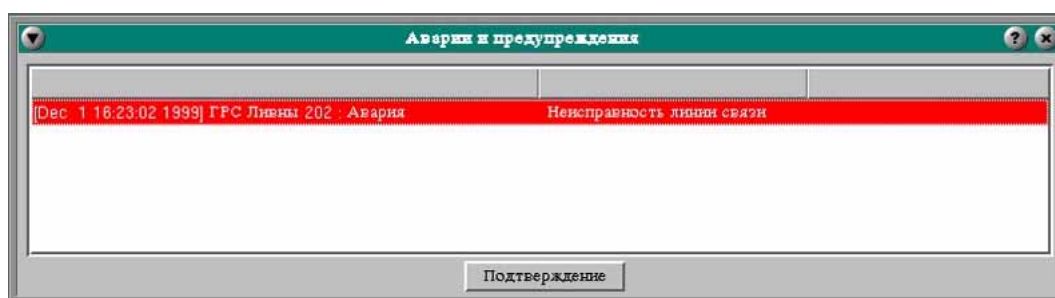 Аварии и предупреждения
[Dec 1 16:23:02 1999] ГРС Ливны 202 : Авария Неисправность линии связи
Подтверждение